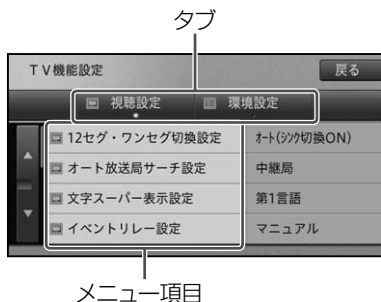 タブ
TV機能設定 戻る
視聴設定 環境設定
12セグ・ワンセグ切換設定 オート(シンク切換ON)
オート放送局サーチ設定 中継局
文字スーパー表示設定 第1言語
イベントリレー設定 マニュアル
メニュー項目